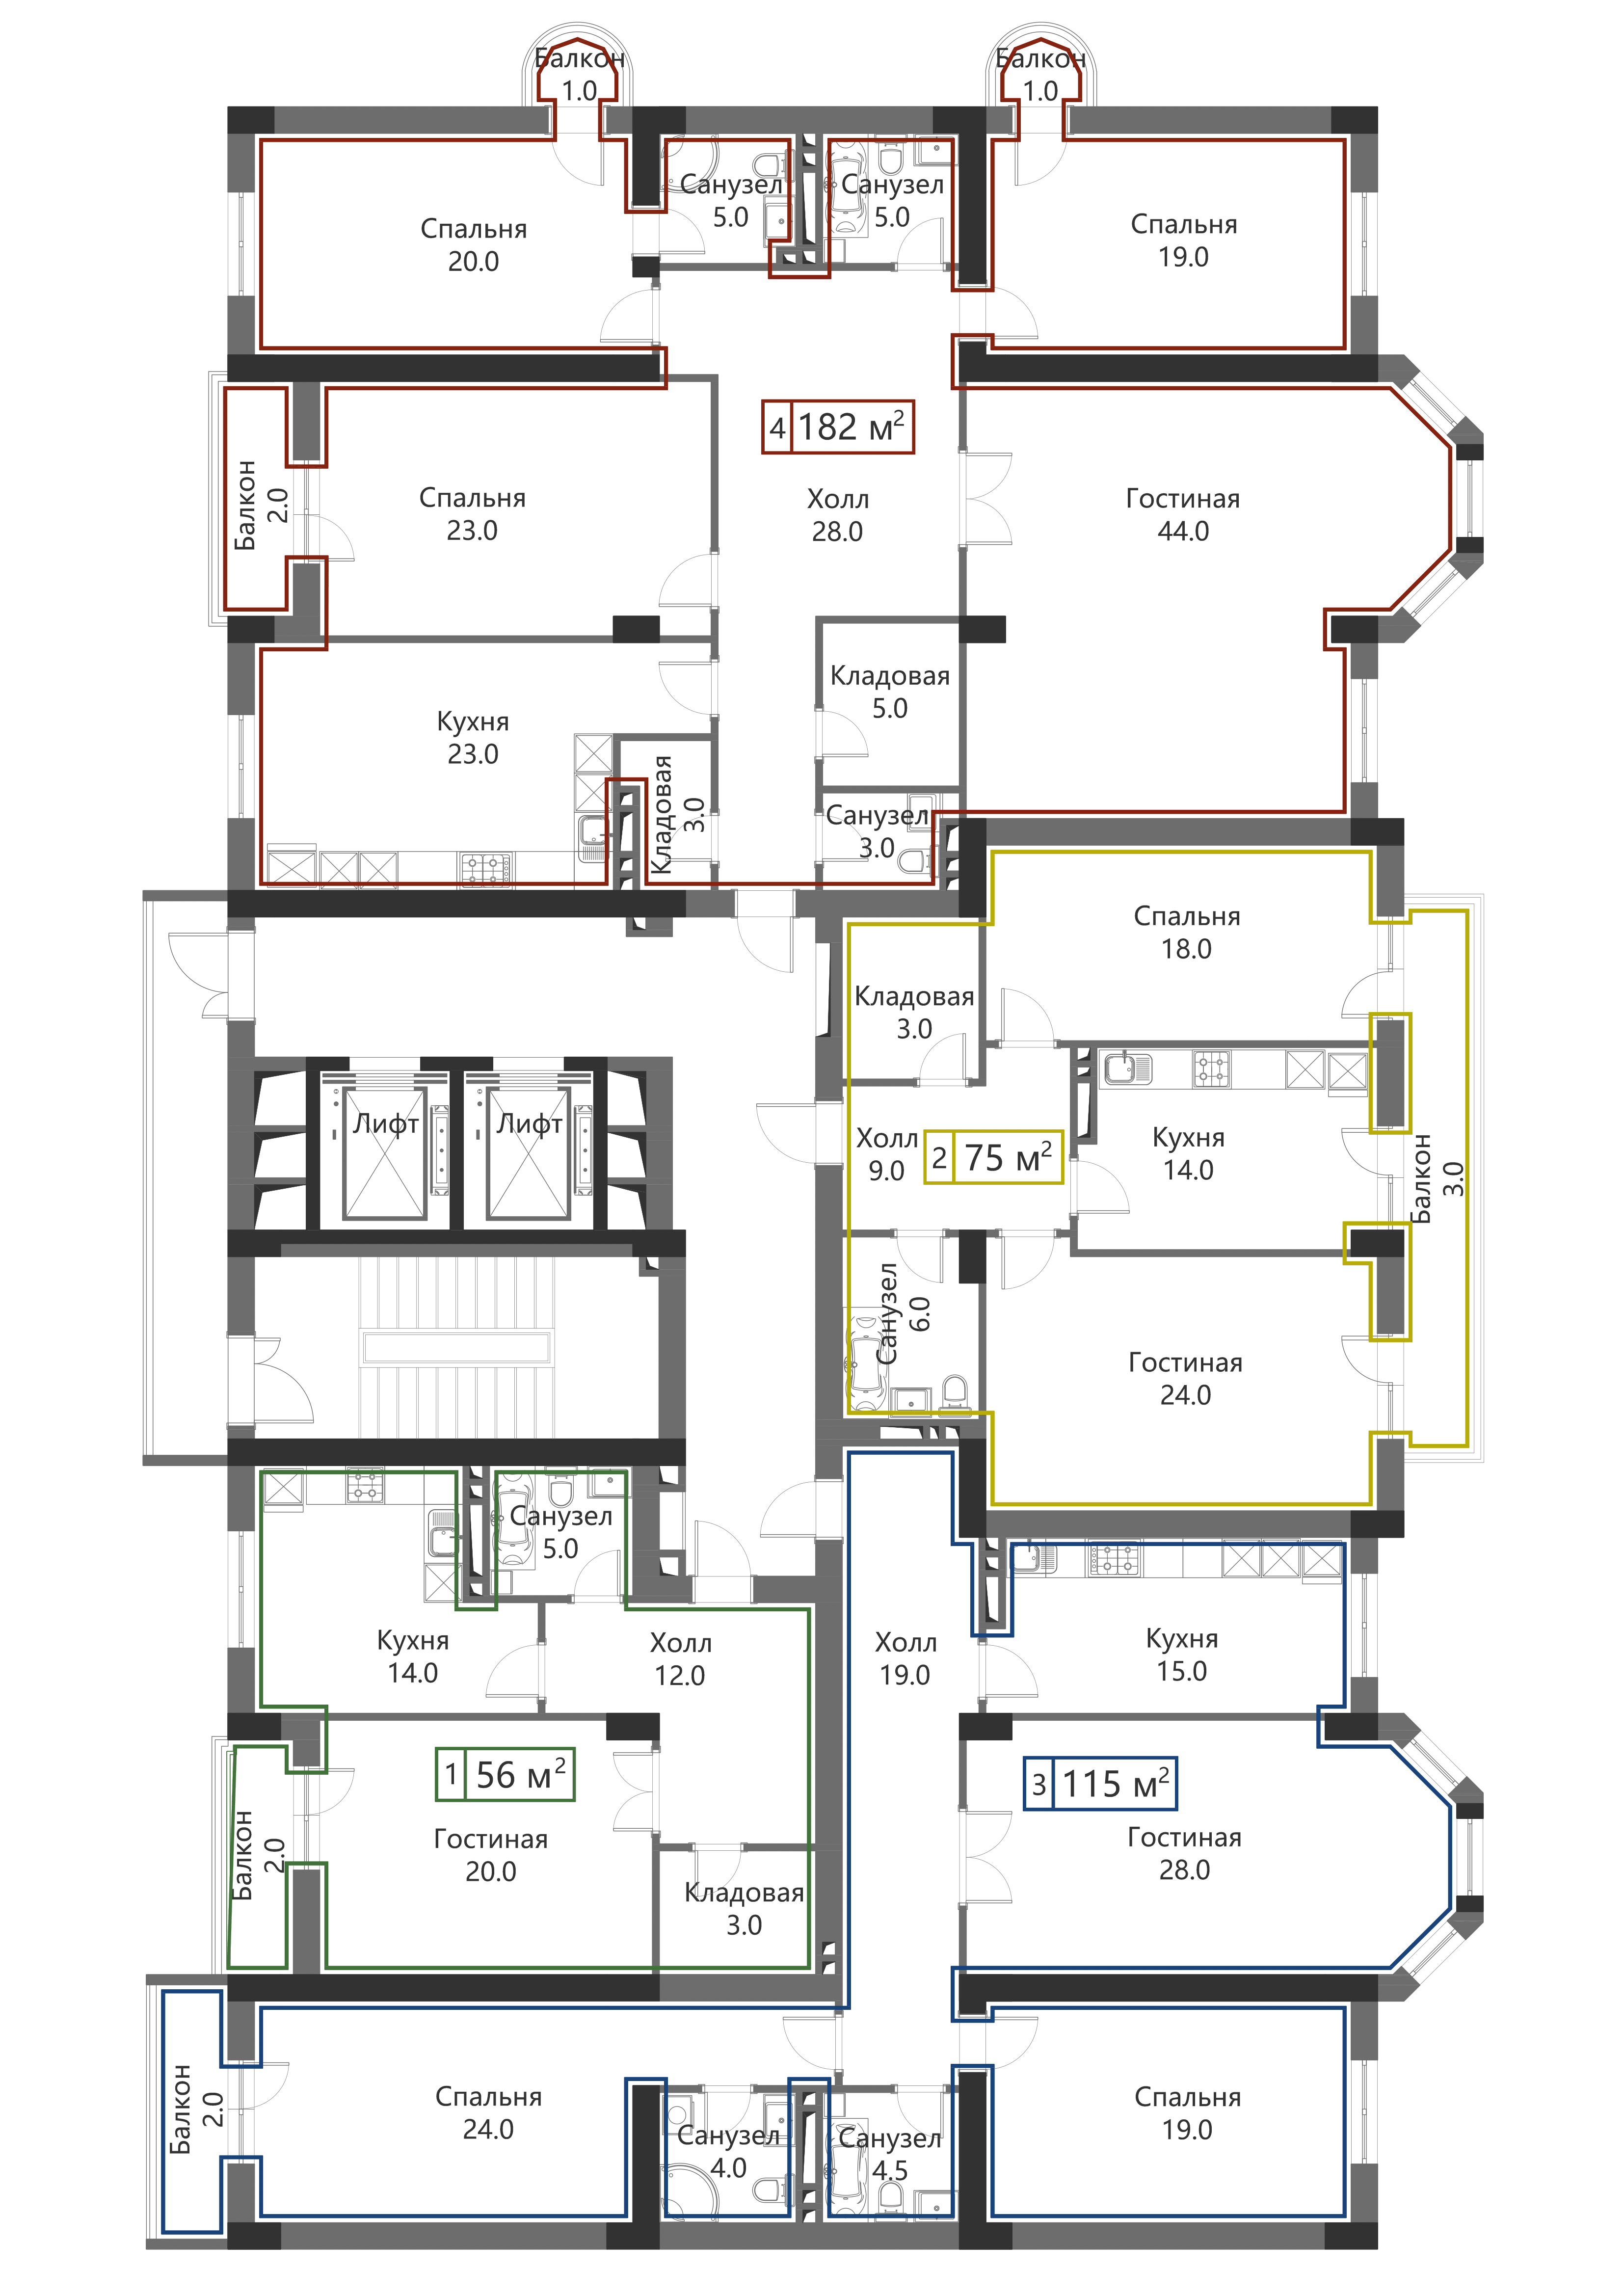 Балкон
1.0
Балкон
1.0
Спальня
20.0
Санузел
5.0
Санузел
5.0
Спальня
19.0
4 182 м²
Балкон
2.0
Спальня
23.0
Холл
28.0
Гостиная
44.0
Кухня
23.0
Кладовая
5.0
Кладовая
3.0
Санузел
3.0
Спальня
18.0
Кладовая
3.0
Лифт
Лифт
Холл
9.0
2 75 м²
Кухня
14.0
Балкон
3.0
Санузел
6.0
Гостиная
24.0
Санузел
5.0
Кухня
14.0
Холл
12.0
Холл
19.0
Кухня
15.0
1 56 м²
3 115 м²
Балкон
2.0
Гостиная
20.0
Кладовая
3.0
Гостиная
28.0
Балкон
2.0
Спальня
24.0
Санузел
4.0
Санузел
4.5
Спальня
19.0